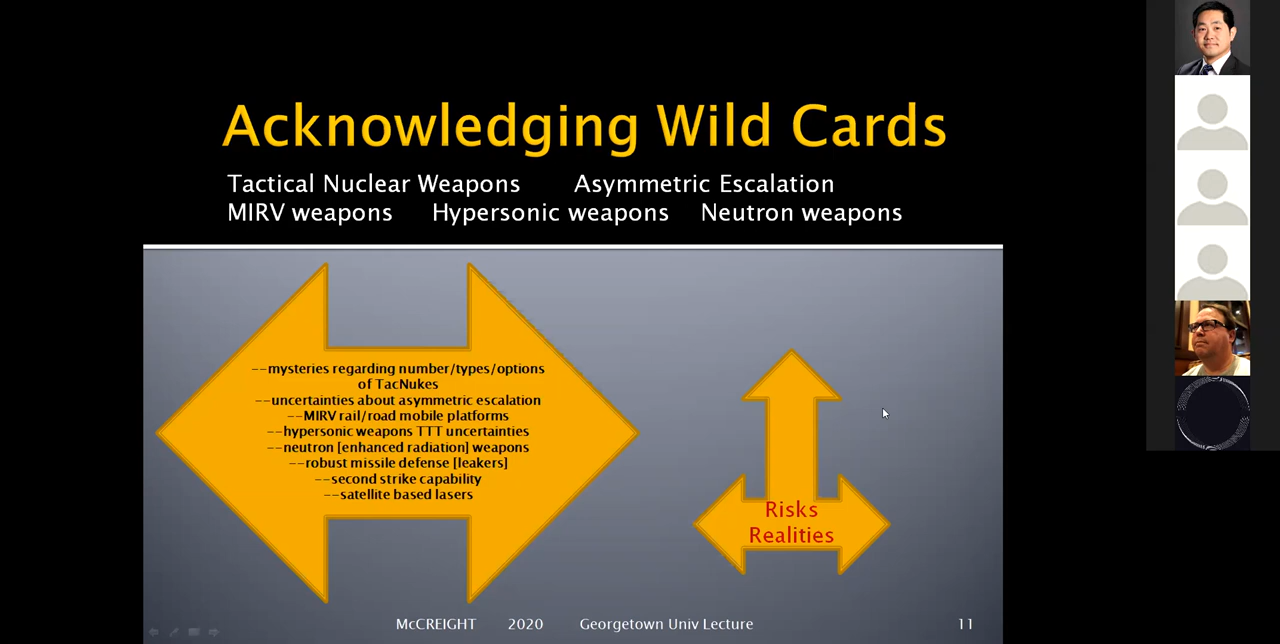 Acknowledging Wild Cards
Tactical Nuclear Weapons Asymmetric Escalation
MIRV weapons Hypersonic weapons Neutron weapons
--mysteries regarding number/types/options
of TacNukes
--uncertainties about asymmetric escalation
--MIRV rail/road mobile platforms
--hypersonic weapons TTT uncertainties
--neutron [enhanced radiation] weapons
--robust missile defense [leakers]
--second strike capability
--satellite based lasers
Risks
Realities
McCREIGHT 2020 Georgetown Univ Lecture 11